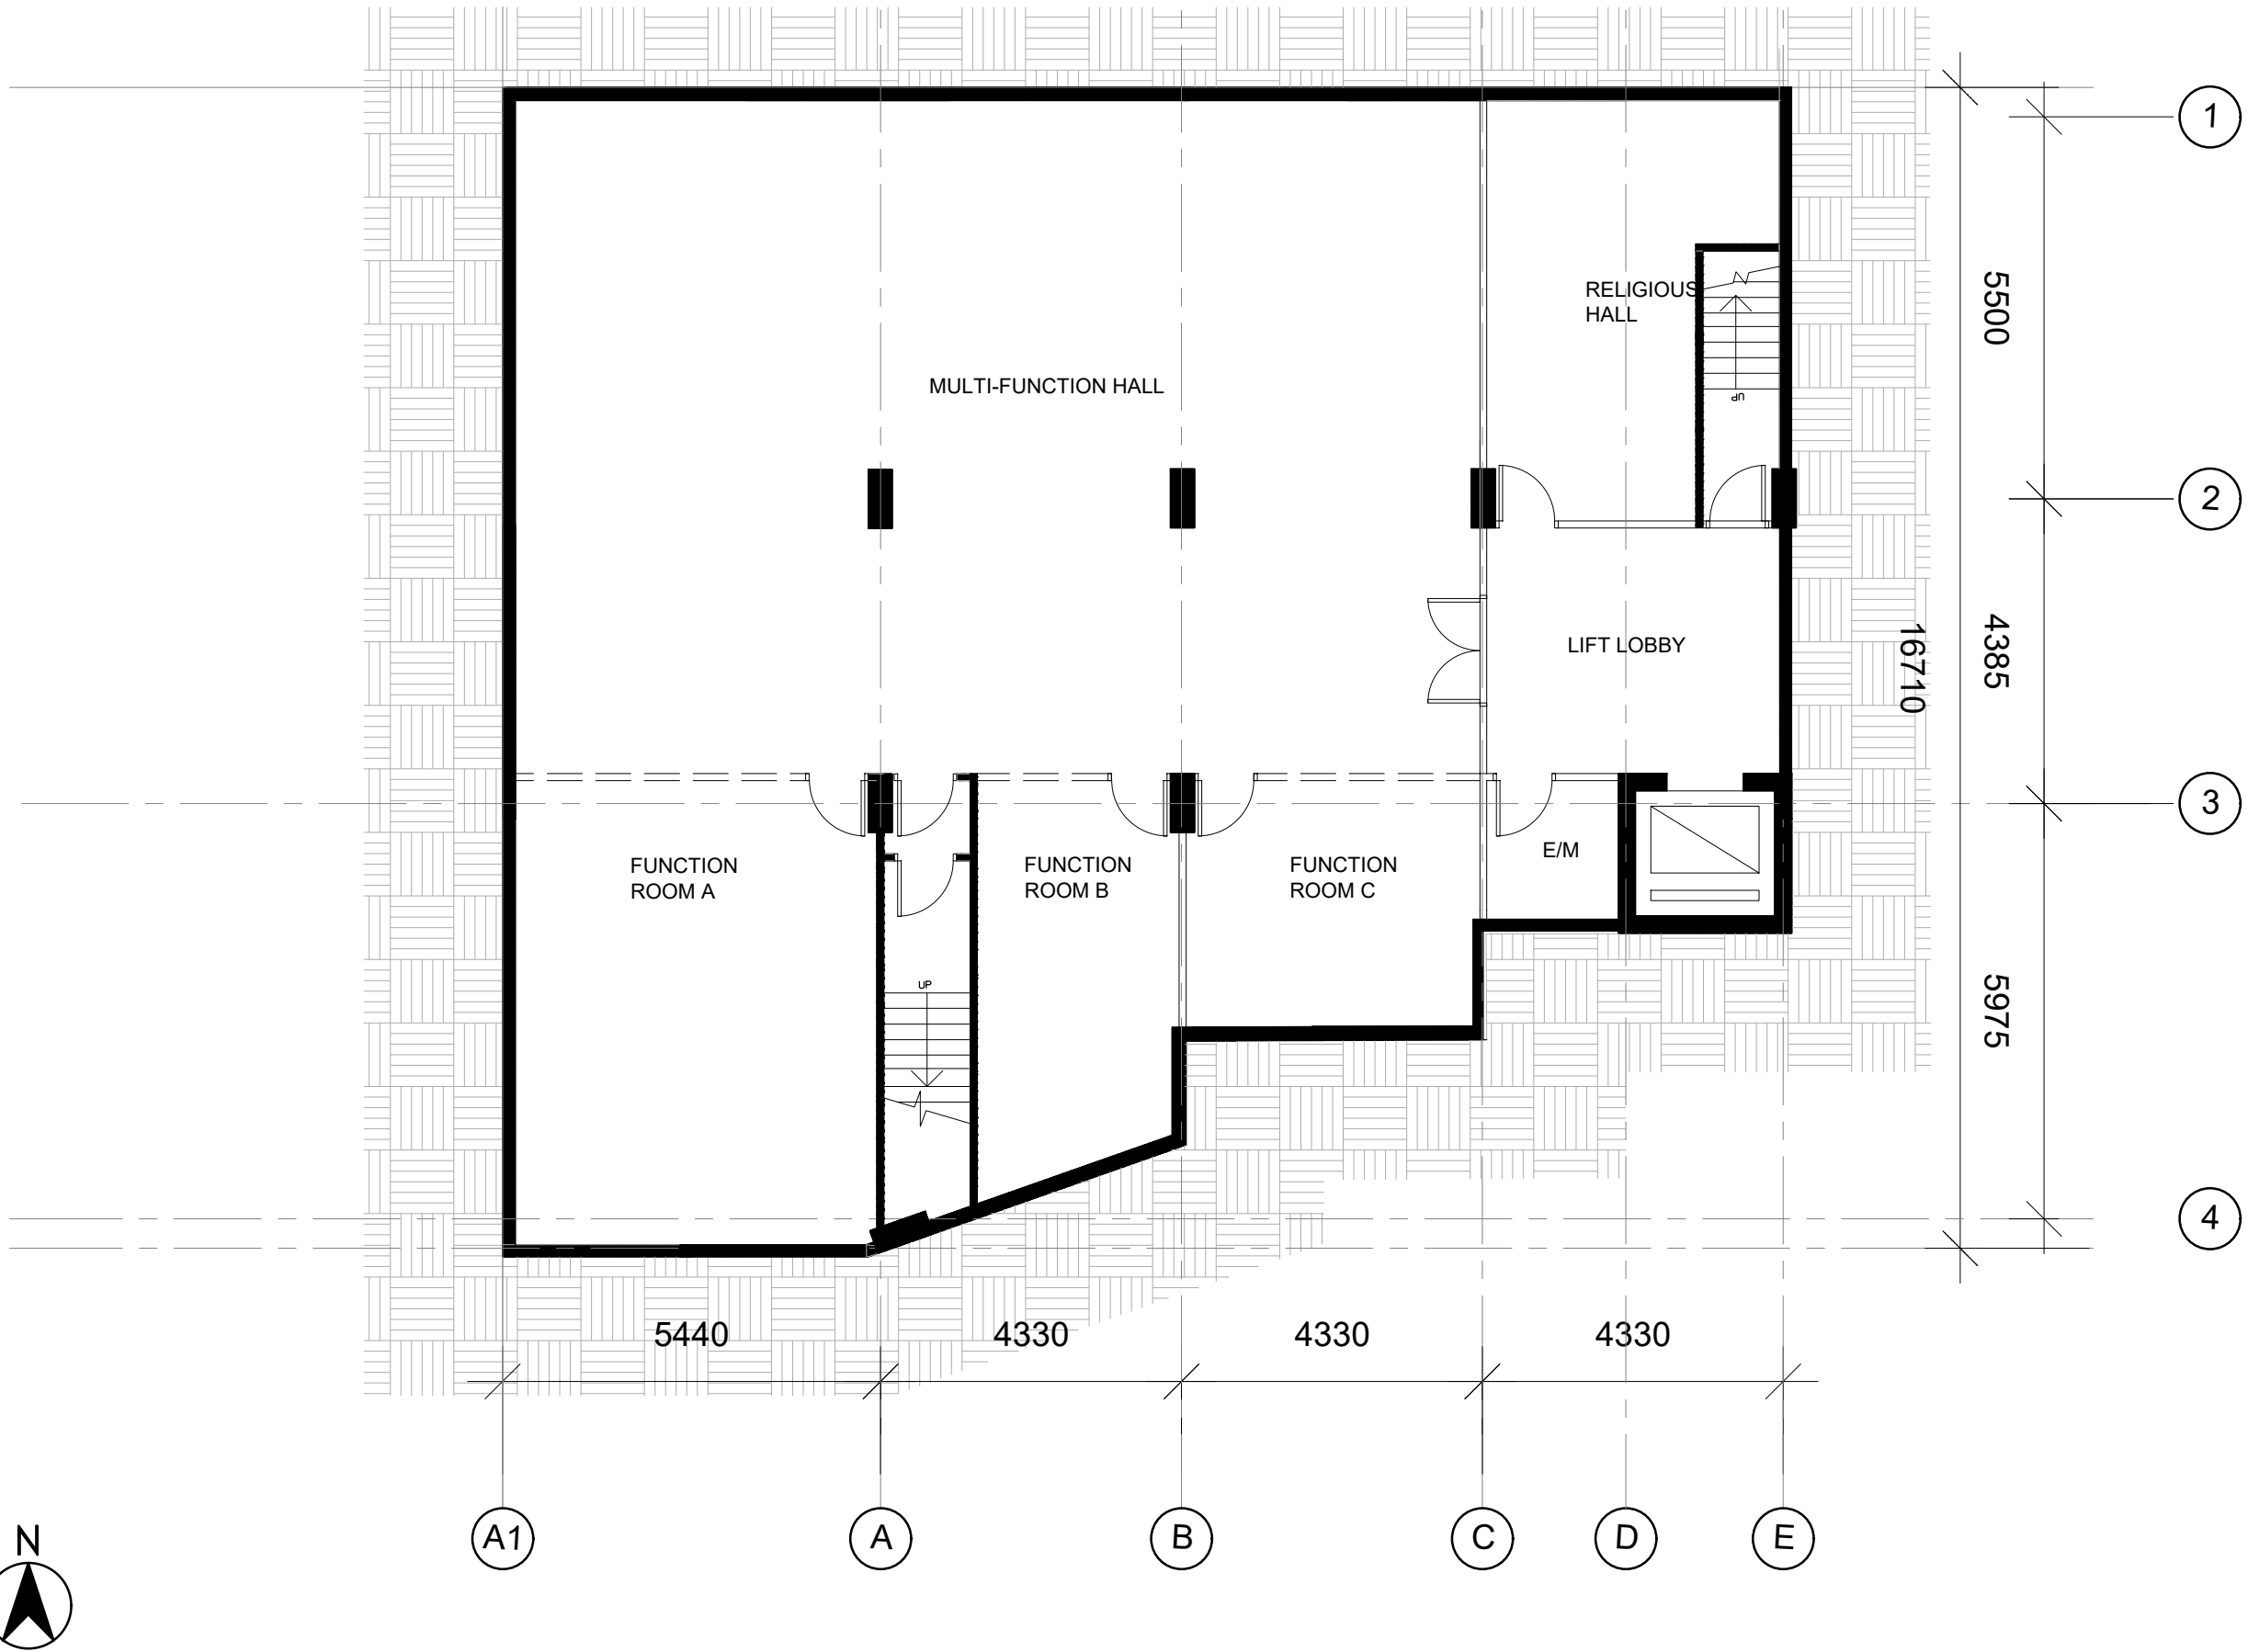 1
RELIGIOUS
HALL
5500
MULTI-FUNCTION HALL
UP
2
LIFT LOBBY
4385
16710
3
FUNCTION
ROOM A
FUNCTION
ROOM B
FUNCTION
ROOM C
E/M
UP
5975
4
5440
4330
4330
4330
N
A1
A
B
C
D
E